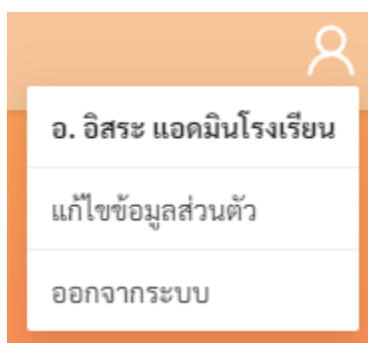 อ. อิสระ แอดมินโรงเรียน
แก้ไขข้อมูลส่วนตัว
ออกจากระบบ